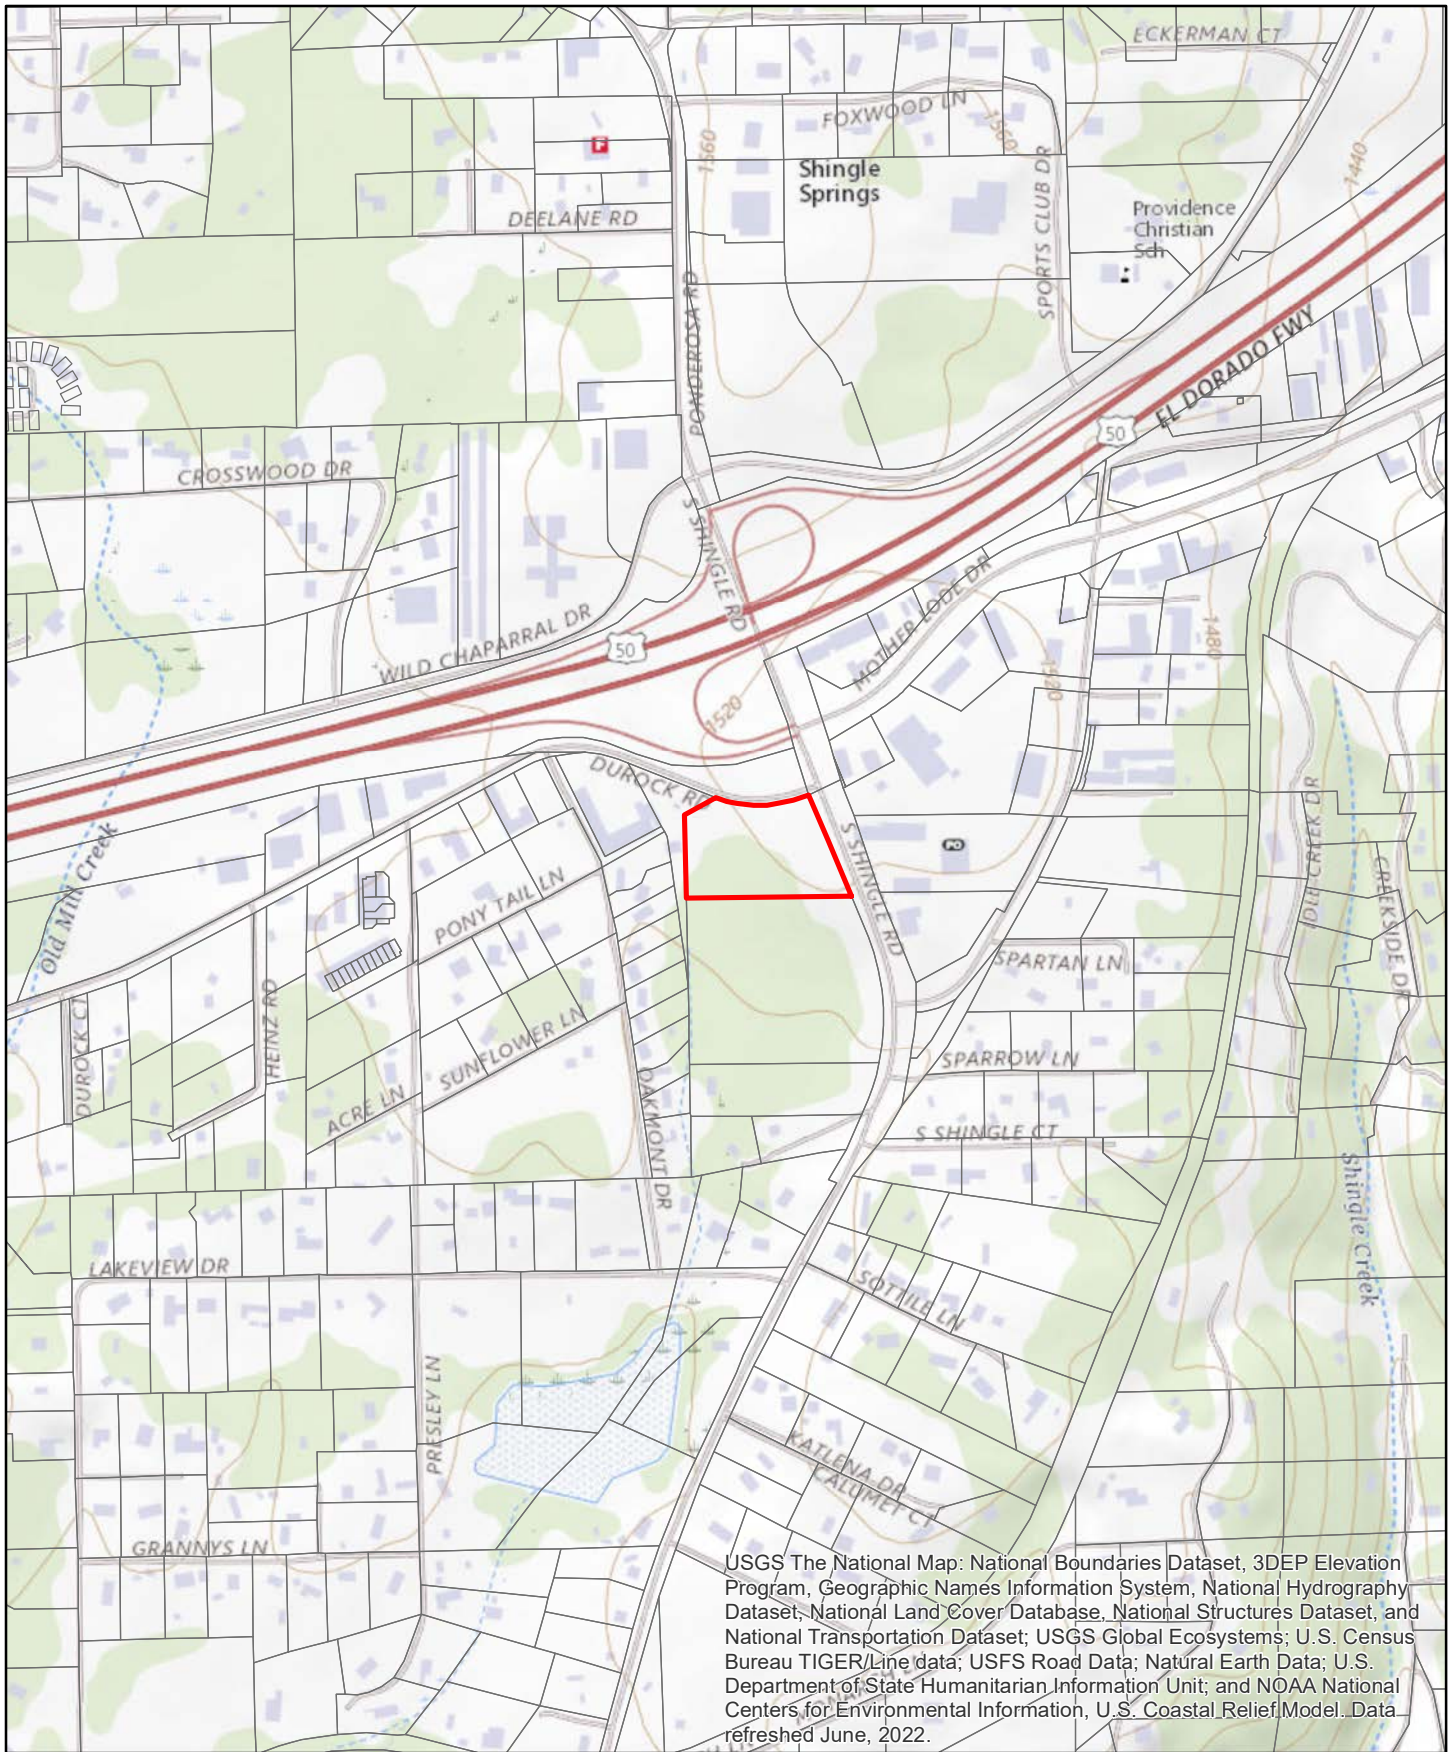 ECKERMAN CT
FOXWOOD LN
1560
1560
1440
F
Shingle
Springs
SPORTS CLUB DR
Providence
Christian
Sch
DEELANE RD
PONDEROSA RD
EL DORADO FWY
50
CROSSWOOD DR
S SHINGLE RD
MOTHER LODE DR
WILD CHAPARRAL DR
50
1480
1520
1520
DUROCK RD
S SHINGLE RD
PO
IDLE CREEK DR
CREEKSIDE DR
Old Mill Creek
PONY TAIL LN
SPARTAN LN
DUROCK CT
HEINZ RD
SUNFLOWER LN
SPARROW LN
ACRE LN
OAKMONT DR
S SHINGLE CT
Shingle Creek
LAKEVIEW DR
SOTTILE LN
PRESLEY LN
KATLENA DR
CALUMET CT
GRANNYS LN
USGS The National Map: National Boundaries Dataset, 3DEP Elevation
Program, Geographic Names Information System, National Hydrography
Dataset, National Land Cover Database, National Structures Dataset, and
National Transportation Dataset; USGS Global Ecosystems; U.S. Census
Bureau TIGER/Line data; USFS Road Data; Natural Earth Data; U.S.
Department of State Humanitarian Information Unit; and NOAA National
Centers for Environmental Information, U.S. Coastal Relief Model. Data
refreshed June, 2022.